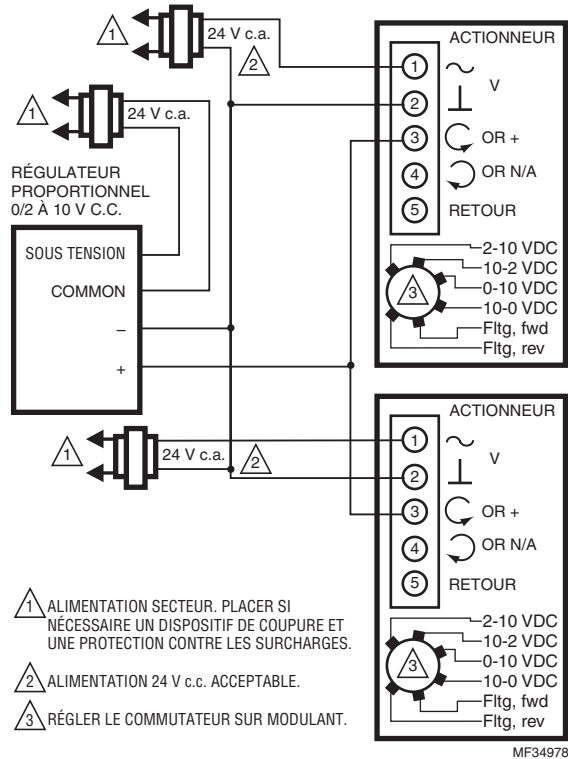 1
24 V c.a.
2
1
24 V c.a.
RÉGULATEUR
PROPORTIONNEL
0/2 À 10 V C.C.
SOUS TENSION
COMMON
–
+
ACTIONNEUR
1
V
2
3 OR +
4 OR N/A
5 RETOUR
2-10 VDC
10-2 VDC
0-10 VDC
10-0 VDC
Fltg, fwd
Fltg, rev
3
1
24 V c.a.
2
ACTIONNEUR
1
V
2
3 OR +
4 OR N/A
5 RETOUR
2-10 VDC
10-2 VDC
0-10 VDC
10-0 VDC
Fltg, fwd
Fltg, rev
3
1 ALIMENTATION SECTEUR. PLACER SI
NÉCESSAIRE UN DISPOSITIF DE COUPURE ET
UNE PROTECTION CONTRE LES SURCHARGES.
2 ALIMENTATION 24 V c.c. ACCEPTABLE.
3 RÉGLER LE COMMUTATEUR SUR MODULANT.
MF34978